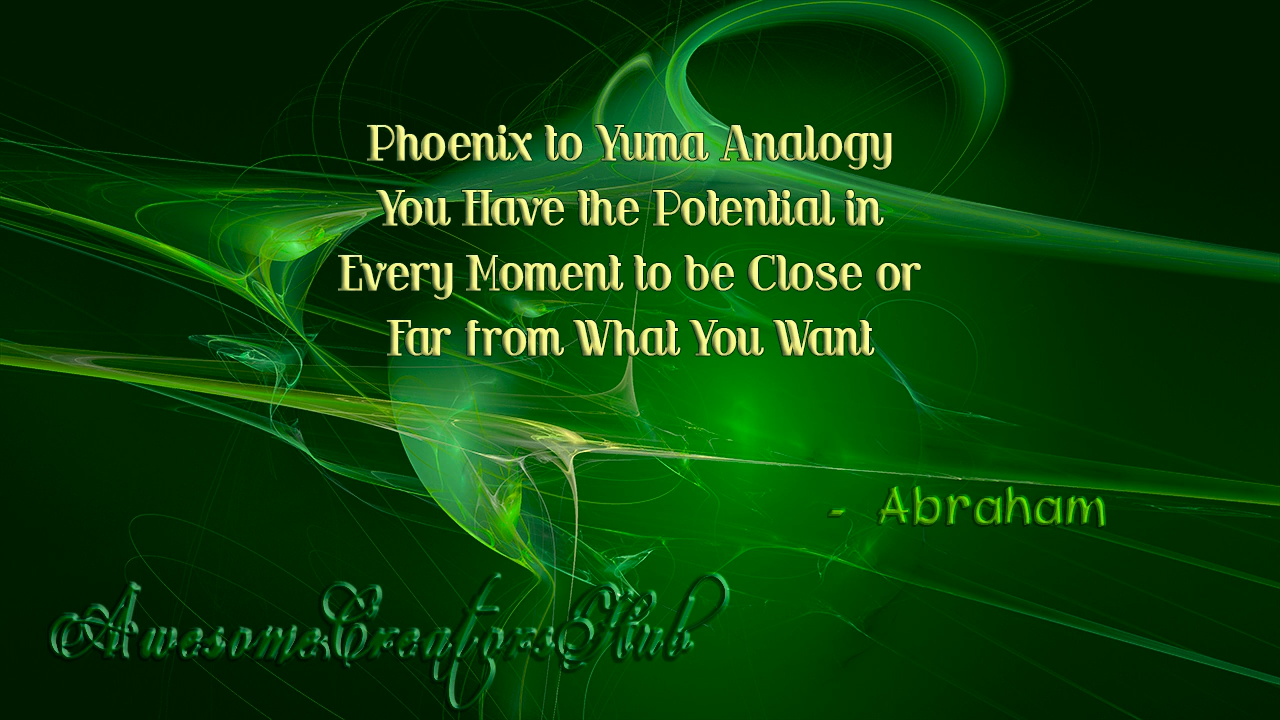 Phoenix to Yuma Analogy
You Have the Potential in
Every Moment to be Close or
Far from What You Want
- Abraham
AwesomeCreatorsHub